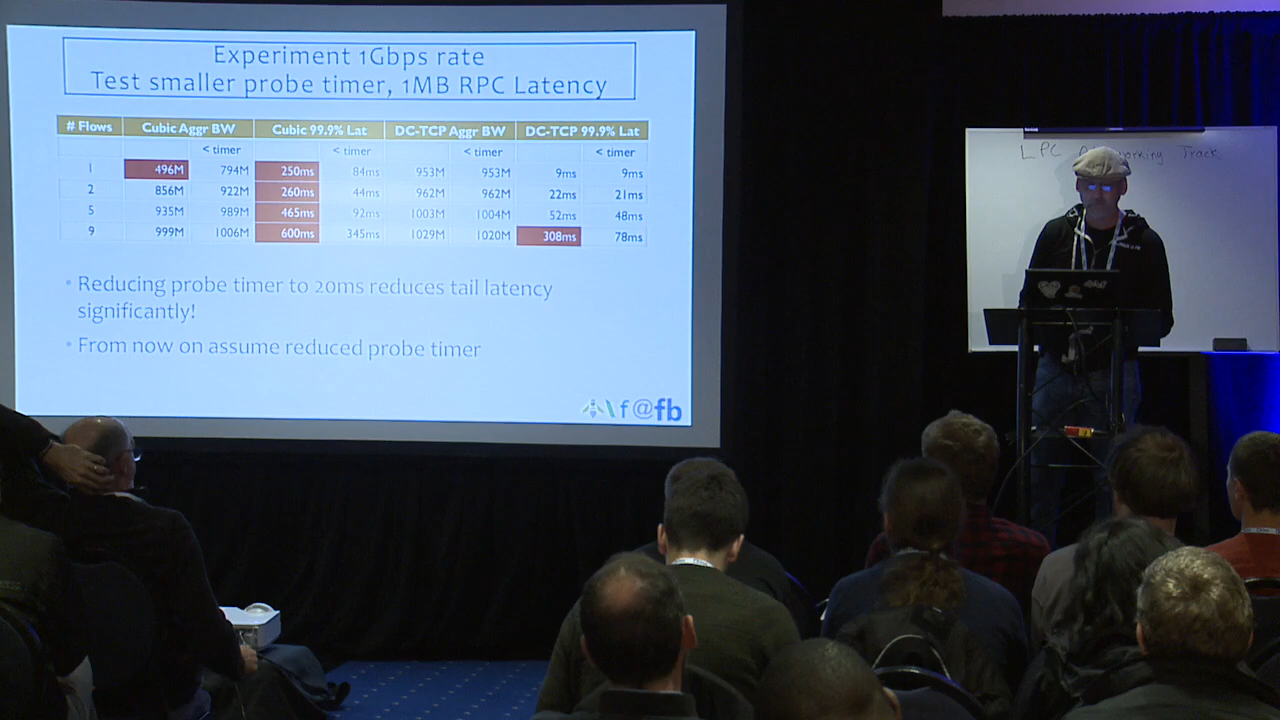 Experiment 1Gbps rate
Test smaller probe timer, 1MB RPC Latency
# Flows Cubic Aggr BW Cubic 99.9% Lat DC-TCP Aggr BW DC-TCP 99.9% Lat
< timer < timer < timer < timer
1 496M 794M 250ms 84ms 953M 953M 9ms 9ms
2 856M 922M 260ms 44ms 962M 962M 22ms 21ms
5 935M 989M 465ms 92ms 1003M 1004M 52ms 48ms
9 999M 1006M 600ms 345ms 1029M 1020M 308ms 78ms
• Reducing probe timer to 20ms reduces tail latency
significantly!
• From now on assume reduced probe timer
f@fb
LPC Networking Track